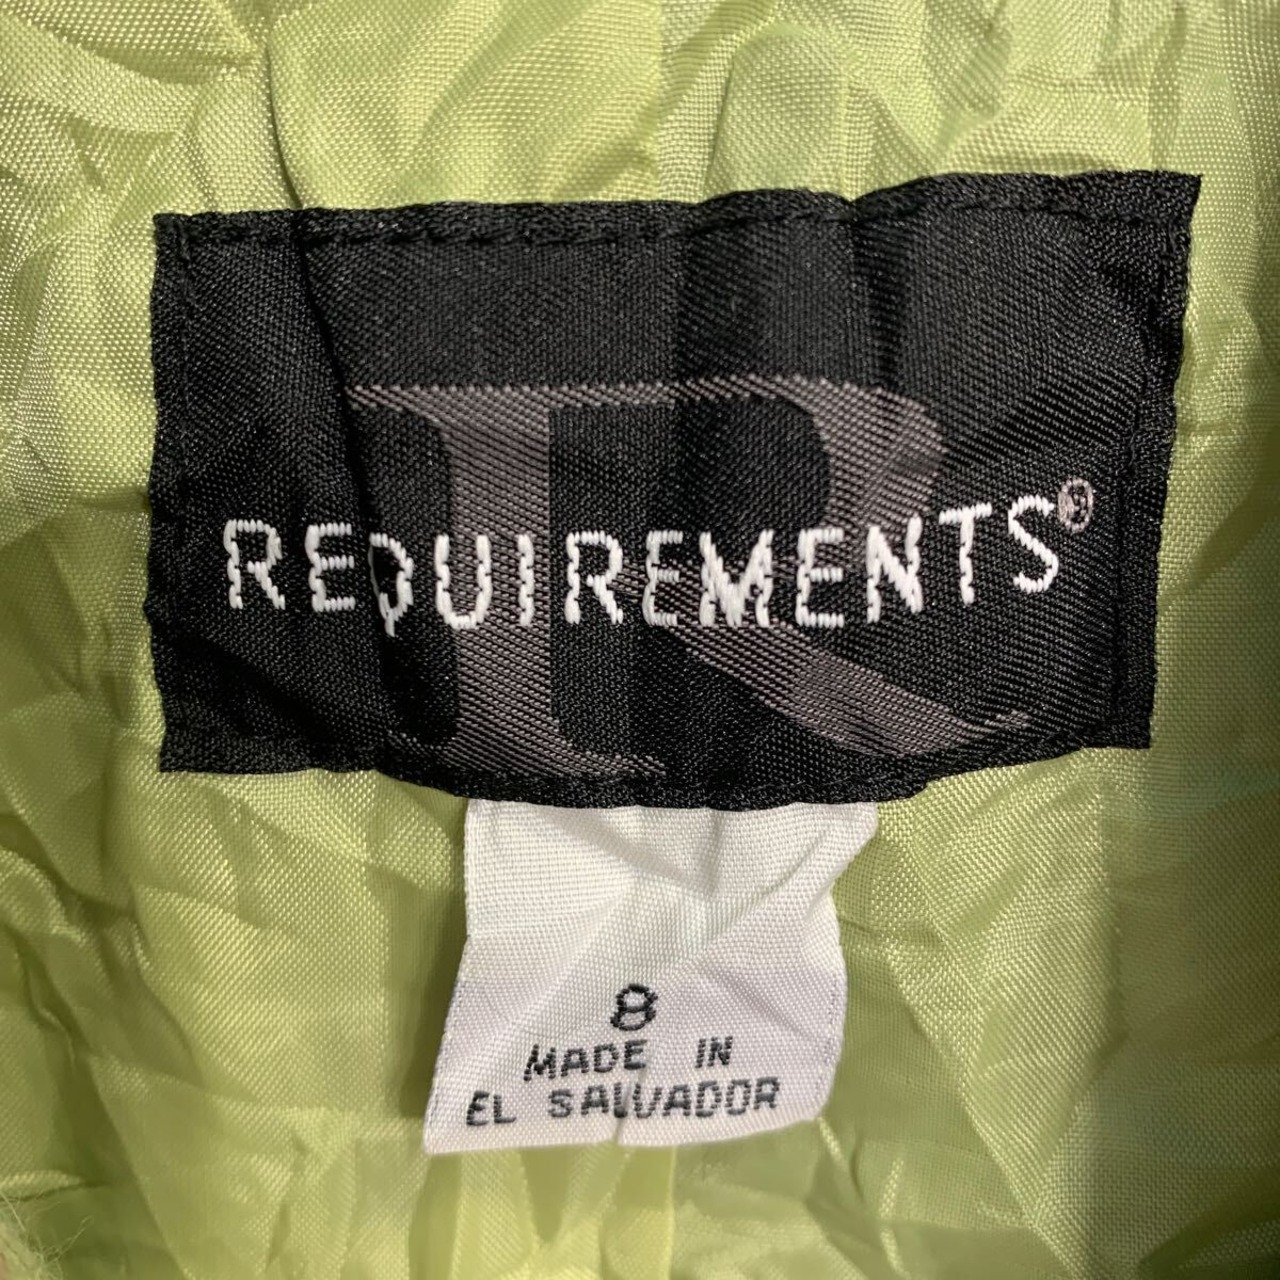 R
REQUIREMENTS®
8
MADE IN
EL SALVADOR